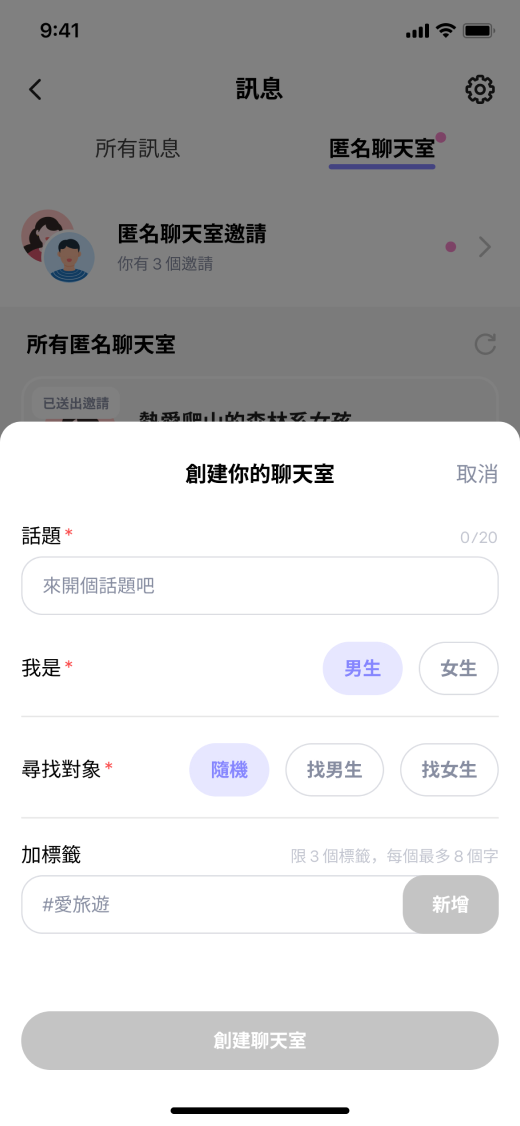 9:41
訊息
所有訊息
匿名聊天室
匿名聊天室邀請
你有 3 個邀請
所有匿名聊天室
已送出邀請
熱愛爬山的森林系女孩
創建你的聊天室
取消
話題*
0/20
來開個話題吧
我是*
男生
女生
尋找對象*
隨機
找男生
找女生
加標籤
限 3 個標籤，每個最多 8 個字
#愛旅遊
新增
創建聊天室